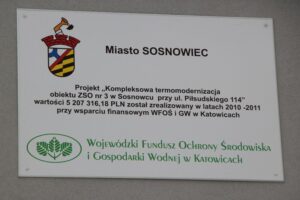 Miasto SOSNOWIEC
Projekt „Kompleksowa termomodernizacja
obiektu ZSO nr 3 w Sosnowcu przy ul. Piłsudskiego 114”
wartości 5 207 316,18 PLN został zrealizowany w latach 2010 -2011
przy wsparciu finansowym WFOŚ i GW w Katowicach
Wojewódzki Fundusz Ochrony Środowiska
i Gospodarki Wodnej w Katowicach